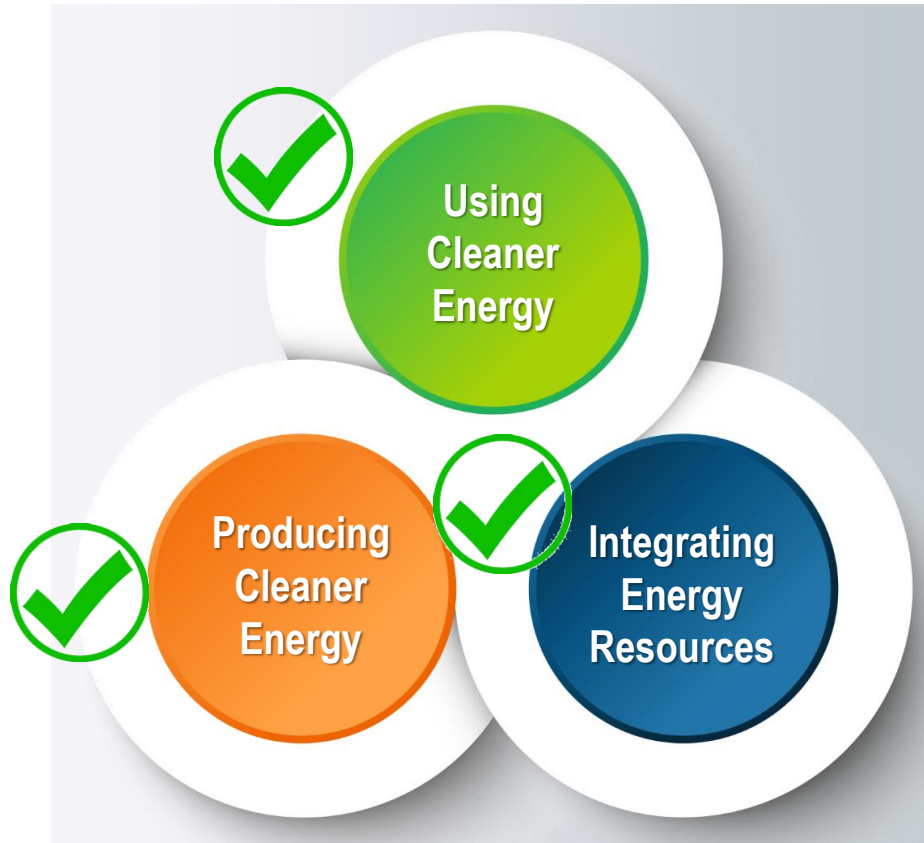 Using
Cleaner
Energy
Producing
Cleaner
Energy
Integrating
Energy
Resources